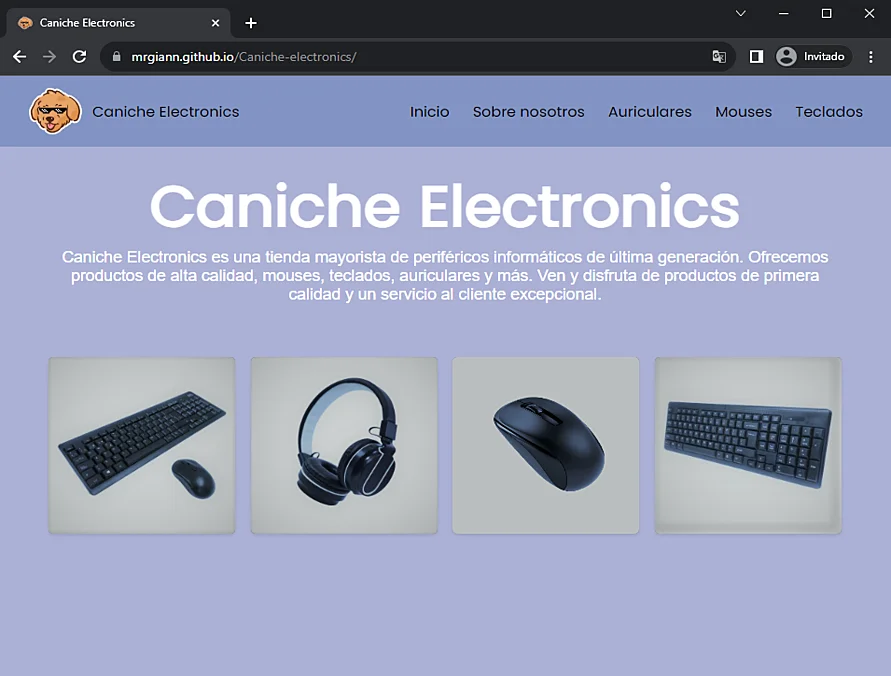 Caniche Electronics
mrgiann.github.io/Caniche-electronics/
Invitado
Caniche Electronics
Inicio
Sobre nosotros
Auriculares
Mouses
Teclados
Caniche Electronics
Caniche Electronics es una tienda mayorista de periféricos informáticos de última generación. Ofrecemos
productos de alta calidad, mouses, teclados, auriculares y más. Ven y disfruta de productos de primera
calidad y un servicio al cliente excepcional.